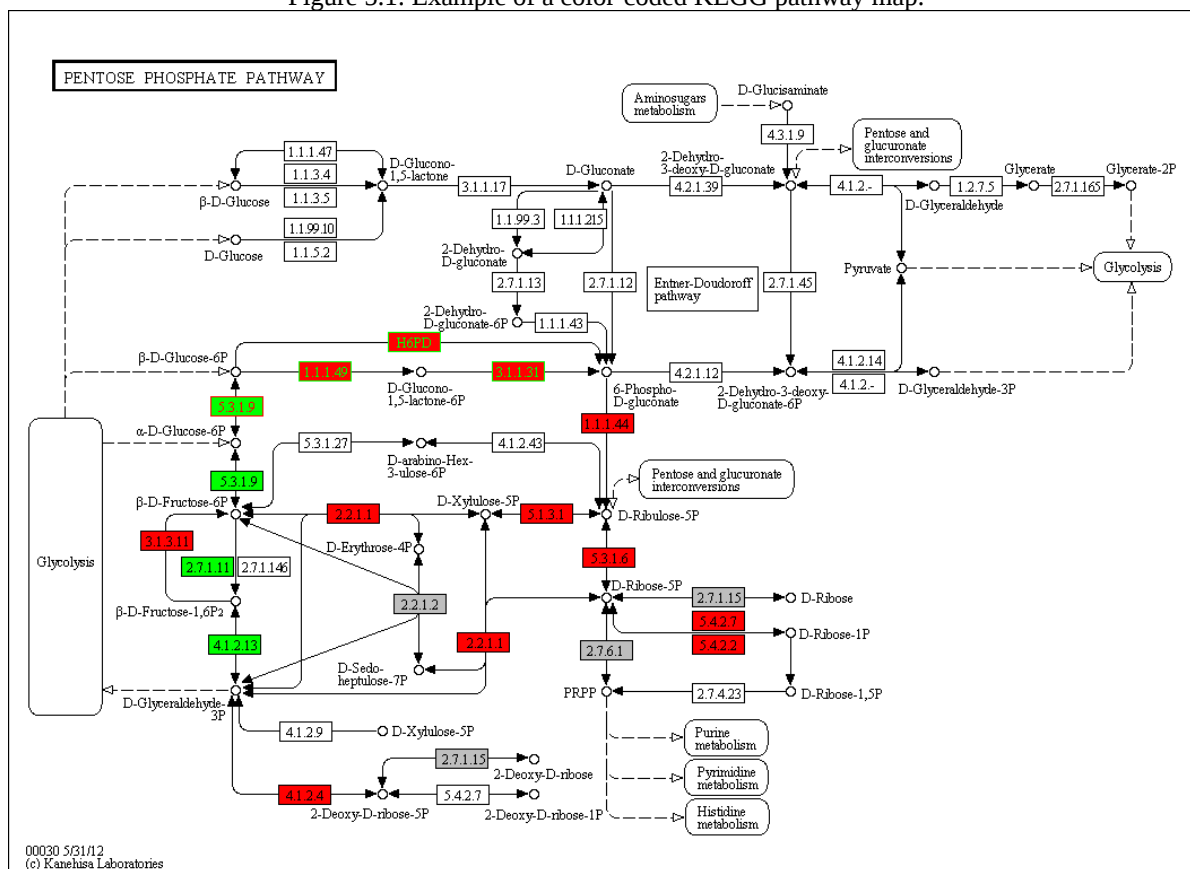 Figure 3.1: Example of a color coded KEGG pathway map.
PENTOSE PHOSPHATE PATHWAY
Aminosugars
metabolism
D-Glucisaminate
4.3.1.9
Pentose and
glucuronate
interconversions
1.1.1.47
1.1.3.4
1.1.3.5
β-D-Glucose
D-Glucono-
1,5-lactone
3.1.1.17
D-Gluconate
4.2.1.39
2-Dehydro-
3-deoxy-D-gluconate
4.1.2.-
D-Glyceraldehyde
1.2.7.5
Glycerate
2.7.1.165
Glycerate-2P
1.1.99.10
1.1.5.2
D-Glucose
1.1.99.3
1.1.1.215
2-Dehydro-
D-gluconate
2.7.1.13
2.7.1.12
Entner-Doudoroff
pathway
2.7.1.45
Pyruvate
Glycolysis
2-Dehydro-
D-gluconate-6P
1.1.1.43
H6PD
β-D-Glucose-6P
1.1.1.49
D-Glucono-
1,5-lactone-6P
3.1.1.31
6-Phospho-
D-gluconate
4.2.1.12
2-Dehydro-3-deoxy-
D-gluconate-6P
4.1.2.14
4.1.2.-
D-Glyceraldehyde-3P
5.3.1.9
1.1.1.44
α-D-Glucose-6P
5.3.1.27
D-arabino-Hex-
3-ulose-6P
4.1.2.43
5.3.1.9
Pentose and glucuronate
interconversions
β-D-Fructose-6P
2.2.1.1
D-Xylulose-5P
5.1.3.1
D-Ribulose-5P
3.1.3.11
D-Erythrose-4P
Glycolysis
2.7.1.11
2.7.1.146
5.3.1.6
β-D-Fructose-1,6P2
2.2.1.2
D-Ribose-5P
2.7.1.15
D-Ribose
5.4.2.7
5.4.2.2
D-Ribose-1P
4.1.2.13
2.2.1.1
2.7.6.1
D-Sedo-
heptulose-7P
D-Glyceraldehyde-
3P
PRPP
2.7.4.23
D-Ribose-1,5P
4.1.2.9
D-Xylulose-5P
Purine
metabolism
2.7.1.15
2-Deoxy-D-ribose
Pyrimidine
metabolism
4.1.2.4
2-Deoxy-D-ribose-5P
5.4.2.7
2-Deoxy-D-ribose-1P
Histidine
metabolism
00030 5/31/12
(c) Kanehisa Laboratories